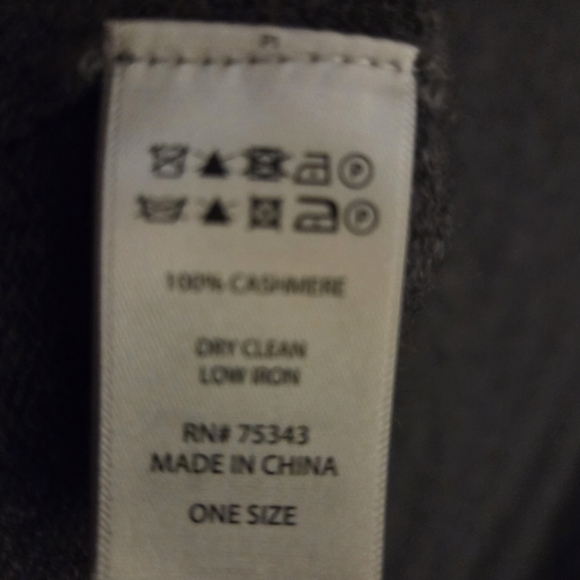 P
P
100% CASHMERE
DRY CLEAN
LOW IRON
RN# 75343
MADE IN CHINA
ONE SIZE